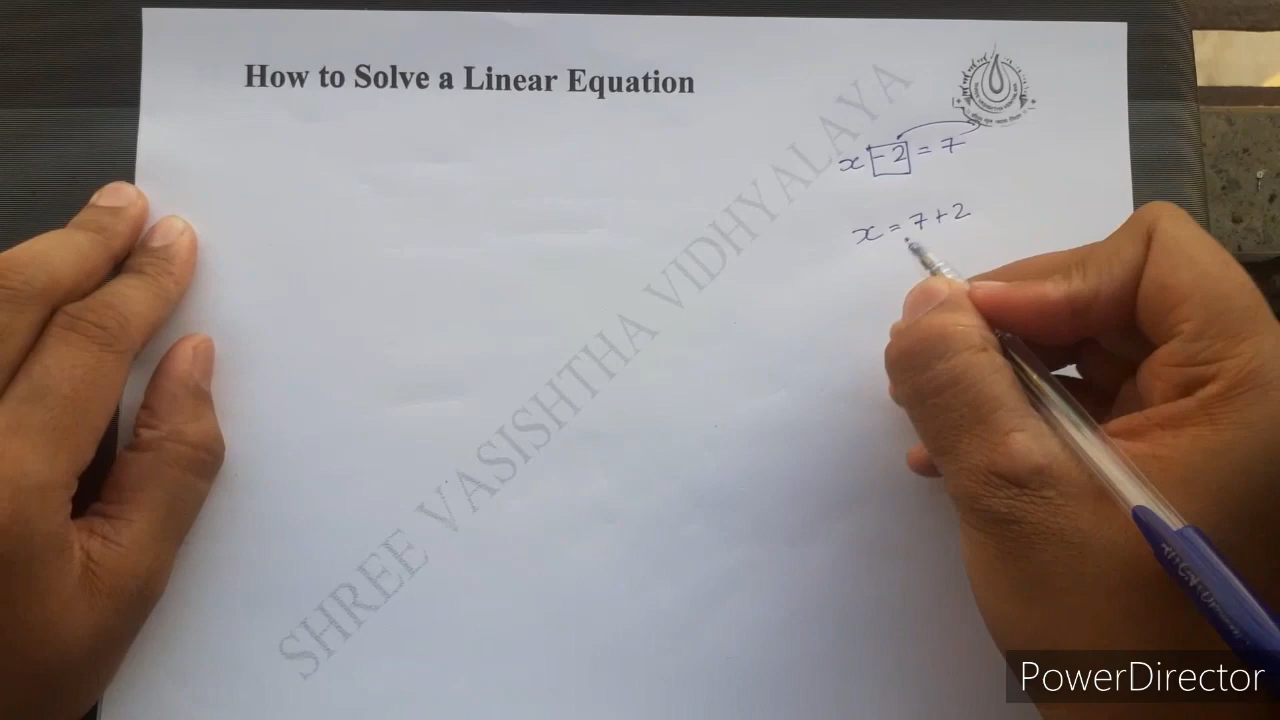 How to Solve a Linear Equation
x - 2 = 7
x = 7 + 2
SHREE VASISHTHA VIDHYALAYA
PowerDirector